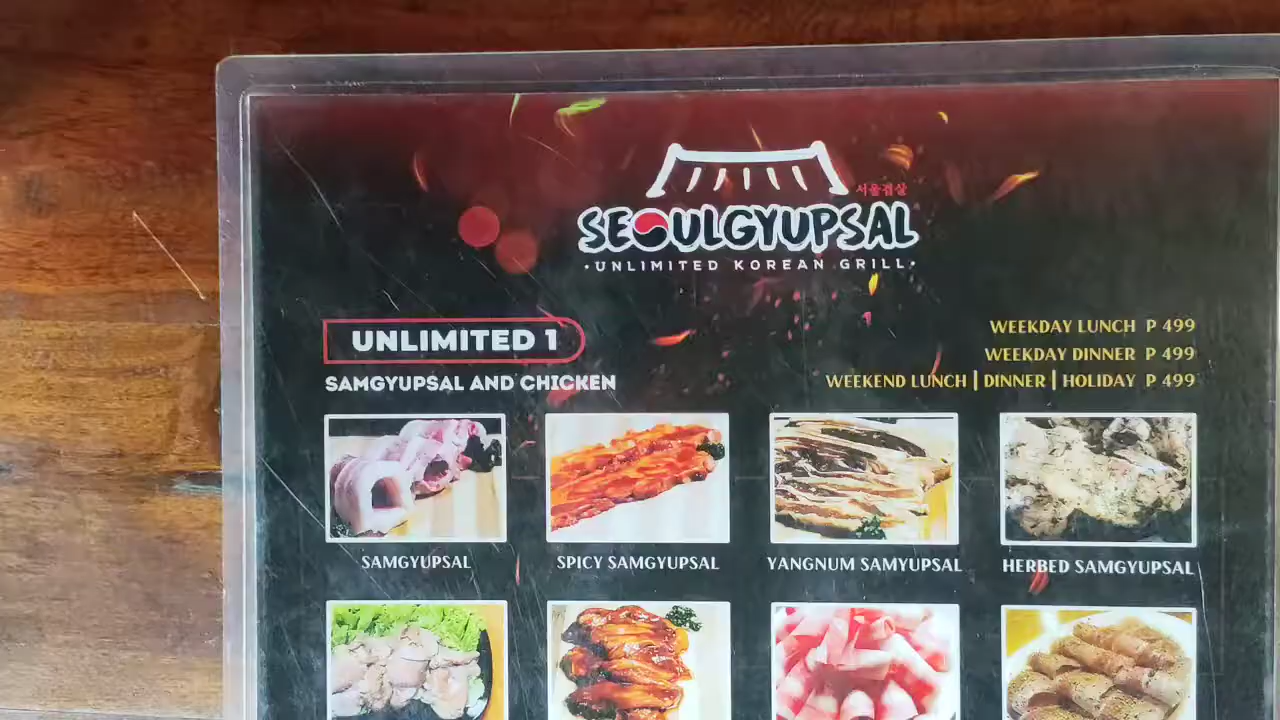 서울겹살
SEOULGYUPSAL
·UNLIMITED KOREAN GRILL·
UNLIMITED 1
SAMGYUPSAL AND CHICKEN
WEEKDAY LUNCH P 499
WEEKDAY DINNER P 499
WEEKEND LUNCH | DINNER | HOLIDAY P 499
SAMGYUPSAL
SPICY SAMGYUPSAL
YANGNUM SAMYUPSAL
HERBED SAMGYUPSAL